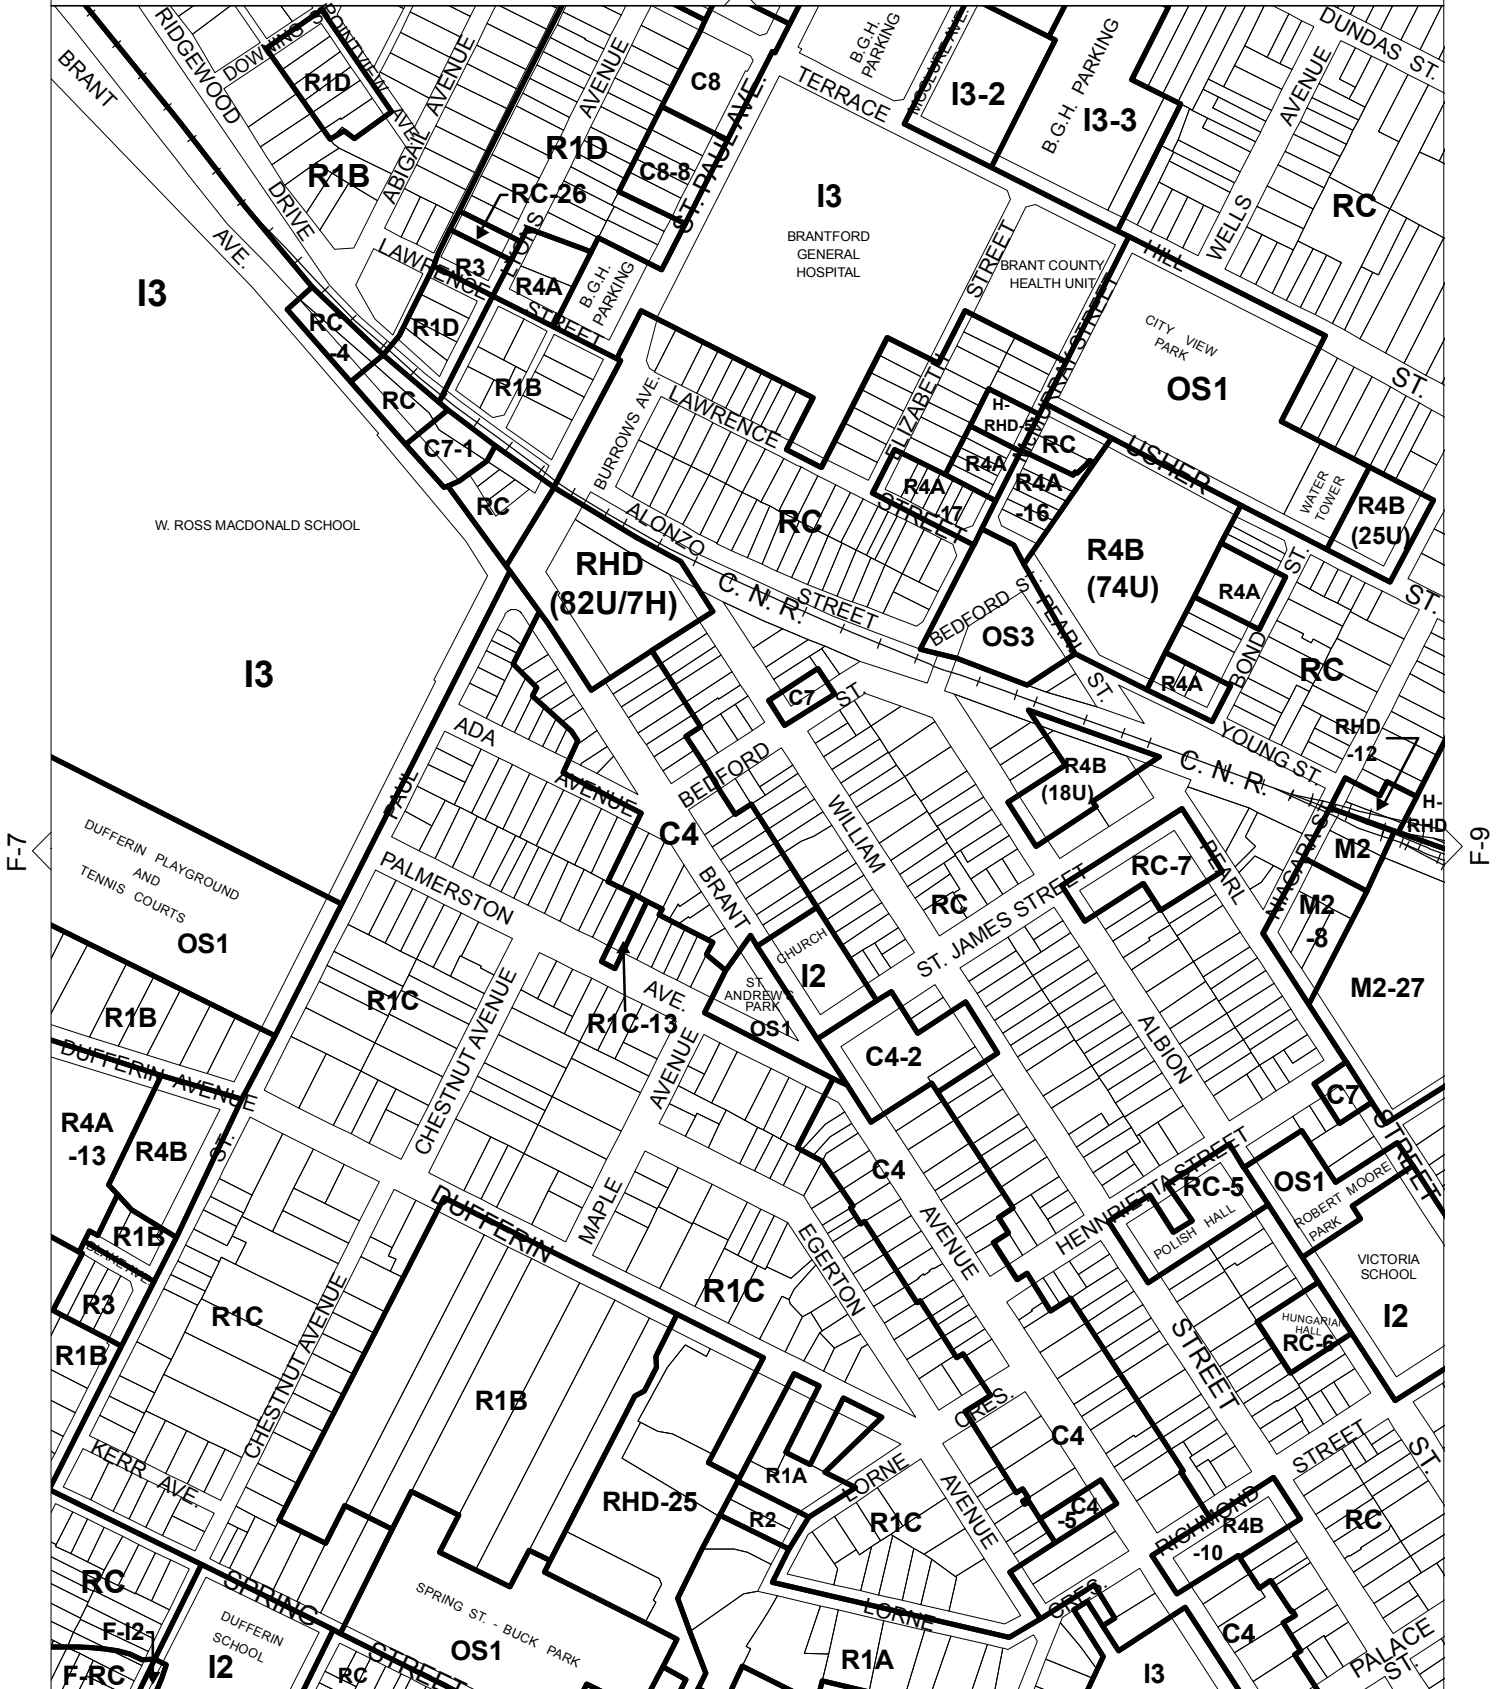 DUNDAS ST.
RIDGEWOOD
DRIVE
DOWNING
POINTVIEW AVE.
R1D
BRANT
AVE.
ABIGAIL AVENUE
R1B
AVENUE
LYONS
R1D
C8
C8-8
ST. PAUL AVE.
B.G.H.
PARKING
TERRACE
MCCLURE AVE.
I3-2
B.G.H. PARKING
I3-3
AVENUE
WELLS
RC
RC-26
R3
LAWRENCE
STREET
R4A
B.G.H.
PARKING
I3
BRANTFORD
GENERAL
HOSPITAL
STREET
ELIZABETH
BRANT COUNTY
HEALTH UNIT
MCMURRAY STREET
HILL
ST.
CITY VIEW
PARK
OS1
I3
RC
-4
R1D
R1B
RC
C7-1
RC
BURROWS AVE.
LAWRENCE
STREET
H-
RHD-5
RC
R4A
R4A
-17
R4A
-16
USHER
ST.
WATER
TOWER
R4B
(25U)
W. ROSS MACDONALD SCHOOL
RHD
(82U/7H)
ALONZO
STREET
C. N. R.
RC
R4B
(74U)
R4A
BEDFORD ST.
OS3
PEARL
ST.
BOND
ST.
R4A
RC
I3
C7
ST.
BEDFORD
RHD
-12
YOUNG ST
C. N. R.
R4B
(18U)
H-
RHD
ADA
AVENUE
PAUL
C4
WILLIAM
F-7
F-9
M2
NIAGARA S
M2
-8
RC-7
PEARL
DUFFERIN PLAYGROUND
AND
TENNIS COURTS
OS1
PALMERSTON
AVE.
BRANT
RC
ST. JAMES STREET
CHURCH
I2
ST.
ANDREW'S
PARK
OS1
M2-27
R1B
R1C
CHESTNUT AVENUE
R1C-13
AVENUE
MAPLE
C4-2
ALBION
C7
DUFFERIN AVENUE
R4A
-13
R4B
ST.
STREET
C4
HENNRIETTA STREET
RC-5
POLISH HALL
OS1
ROBERT MOORE
PARK
R1B
BLAKE AVE
DUFFERIN
AVENUE
EGERTON
VICTORIA
SCHOOL
I2
R3
R1C
R1C
HUNGARIAN
HALL
RC-6
R1B
CHESTNUT AVENUE
R1B
STREET
CRES.
C4
STREET
ST.
KERR AVE.
RHD-25
R1A
R2
LORNE
R1C
AVENUE
C4
-5
RICHMOND
R4B
-10
RC
RC
SPRING
STREET
DUFFERIN
SCHOOL
I2
F-I2
F-RC
RC
SPRING ST. - BUCK PARK
OS1
LORNE
CRES.
R1A
I3
C4
PALACE
ST.